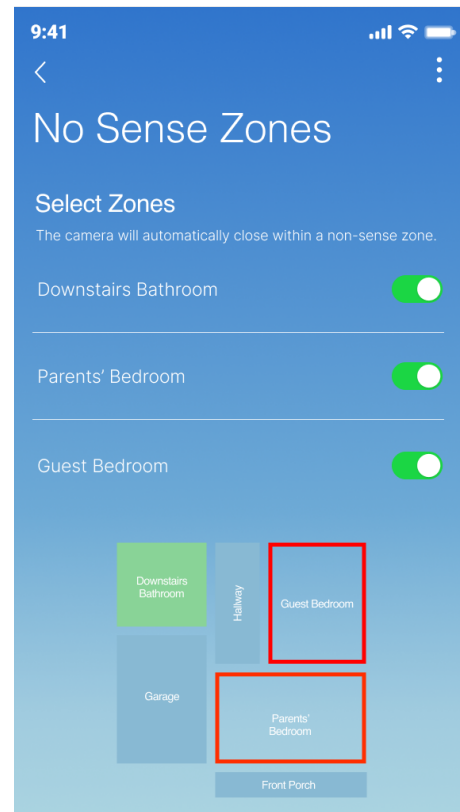 9:41
No Sense Zones
Select Zones
The camera will automatically close within a non-sense zone.
Downstairs Bathroom
Parents’ Bedroom
Guest Bedroom
Downstairs
Bathroom
Hallway
Guest Bedroom
Garage
Parents’
Bedroom
Front Porch